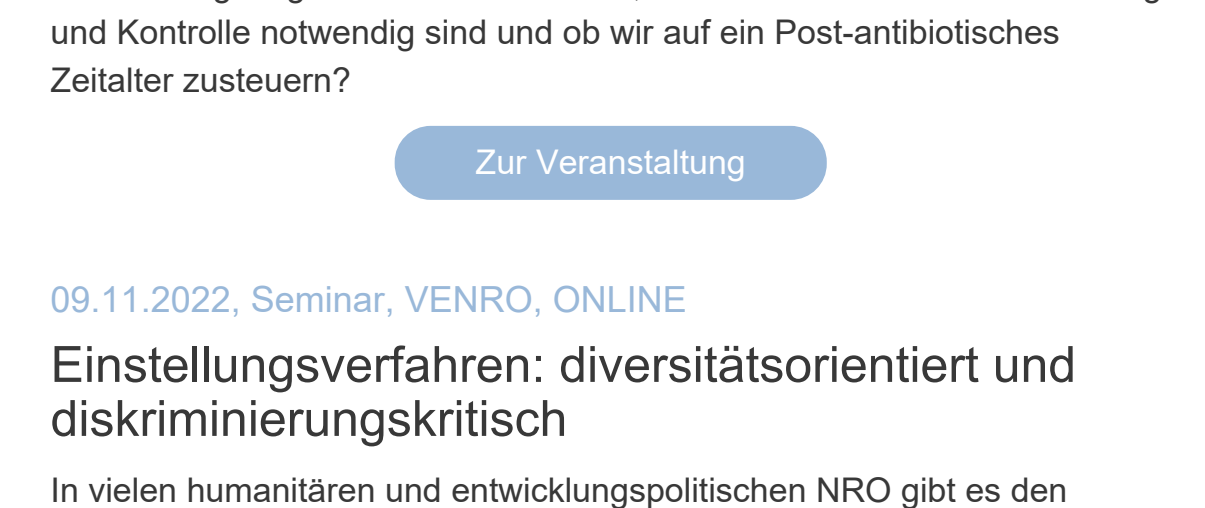 und Kontrolle notwendig sind und ob wir auf ein Post-antibiotisches
Zeitalter zusteuern?
Zur Veranstaltung
09.11.2022, Seminar, VENRO, ONLINE
Einstellungsverfahren: diversitätsorientiert und
diskriminierungskritisch
In vielen humanitären und entwicklungspolitischen NRO gibt es den